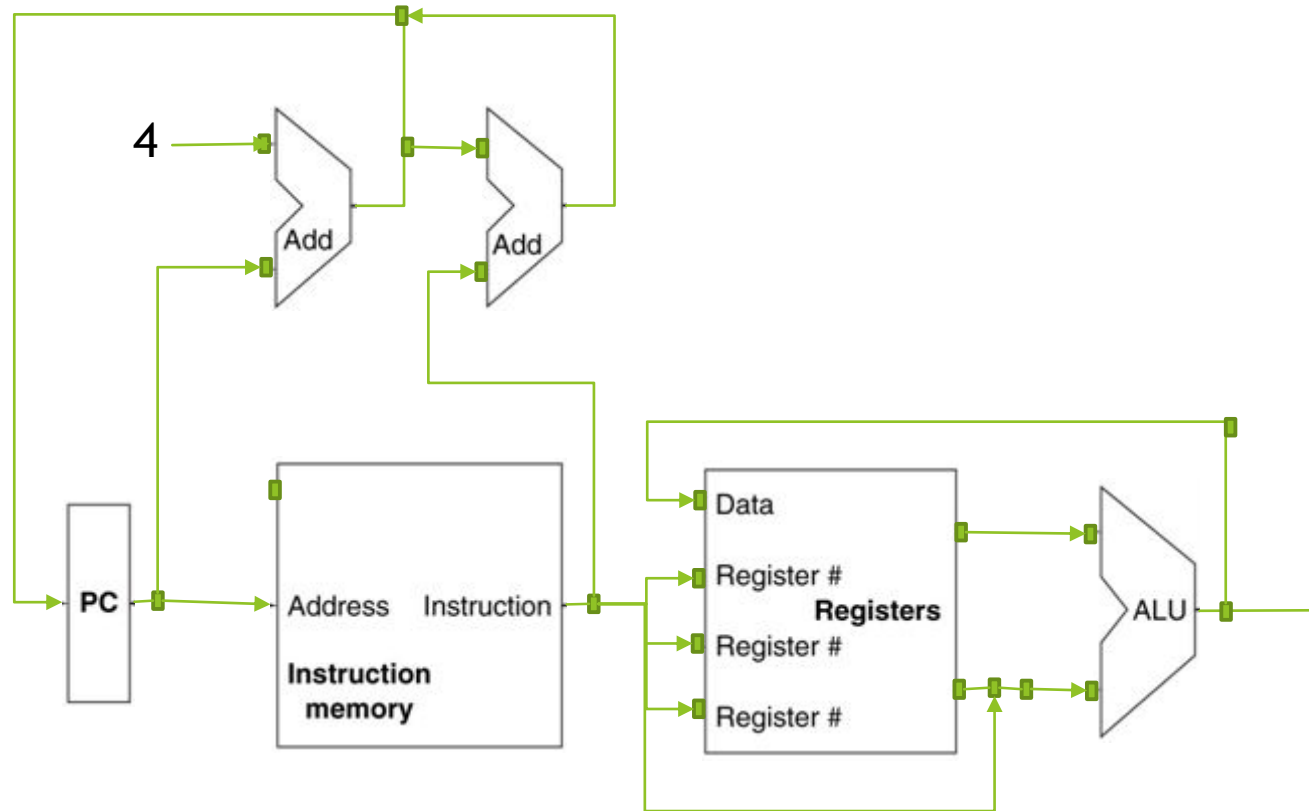 4
Add
Add
Data
Register #
PC
Address
Instruction
Registers
ALU
Register #
Instruction
memory
Register #